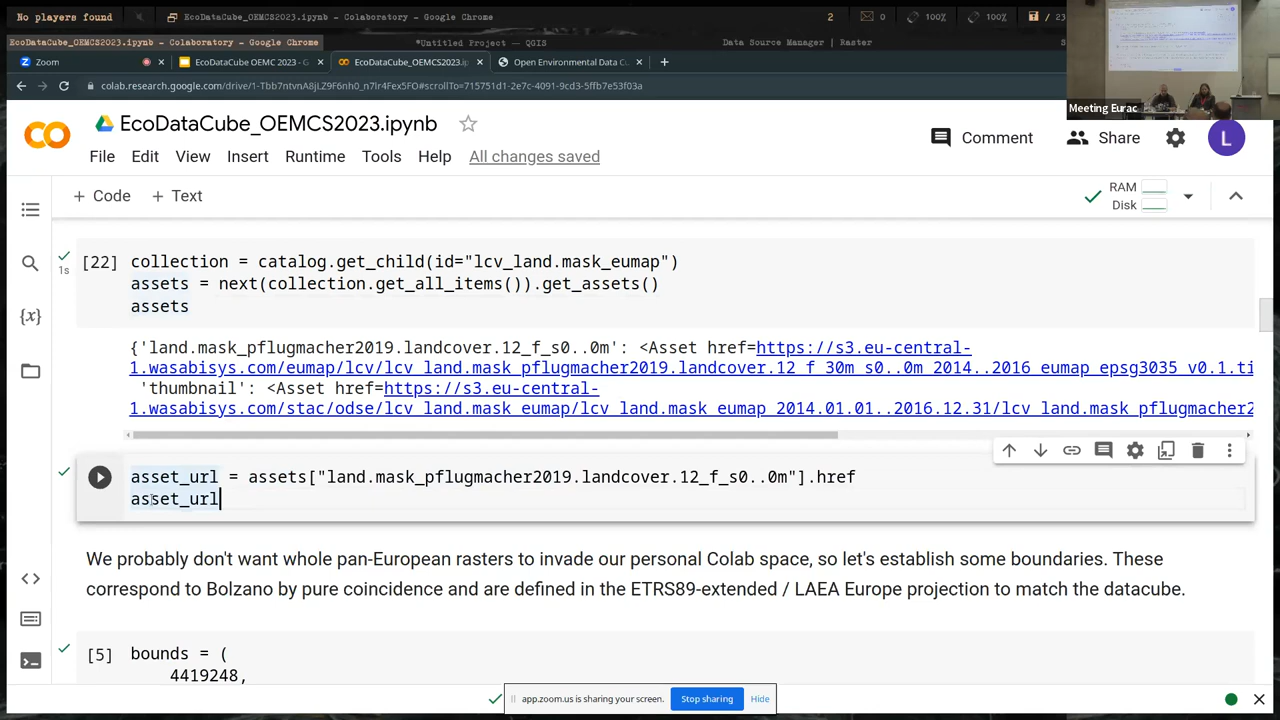 No players found
EcoDataCube_OEMCS2023.ipynb - Colaboratory - Google Chrome
2
0
100%
100%
7 / 23
EcoDataCube_OEMCS2023.ipynb - Colaboratory - Google Chrome
*Untitled Project — QGIS
Data Source Manager | Raster
Zoom
EcoDataCube OEMC 2023 - G
EcoDataCube_OEMCS2023.i
Open Environmental Data Cu
colab.research.google.com/drive/1-Tbb7ntvnA8jLZ9F6nh0_n7ir4Fex5FO#scrollTo=715751d1-2e7c-4091-9cd3-5ffb7e53f03a
Meeting Eurac
EcoDataCube_OEMCS2023.ipynb
Comment
Share
L
File Edit View Insert Runtime Tools Help All changes saved
+ Code + Text
RAM
Disk
[22] collection = catalog.get_child(id="lcv_land.mask_eumap")
1s
assets = next(collection.get_all_items()).get_assets()
assets
{'land.mask_pflugmacher2019.landcover.12_f_s0..0m': <Asset href=https://s3.eu-central-
1.wasabisys.com/eumap/lcv/lcv_land.mask_pflugmacher2019.landcover.12_f_30m_s0..0m_2014..2016_eumap_epsg3035_v0.1.ti
'thumbnail': <Asset href=https://s3.eu-central-
1.wasabisys.com/stac/odse/lcv_land.mask_eumap/lcv_land.mask_eumap_2014.01.01..2016.12.31/lcv_land.mask_pflugmacher2
asset_url = assets["land.mask_pflugmacher2019.landcover.12_f_s0..0m"].href
asset_url
We probably don't want whole pan-European rasters to invade our personal Colab space, so let's establish some boundaries. These
correspond to Bolzano by pure coincidence and are defined in the ETRS89-extended / LAEA Europe projection to match the datacube.
[5] bounds = (
4419248,
app.zoom.us is sharing your screen.
Stop sharing
Hide